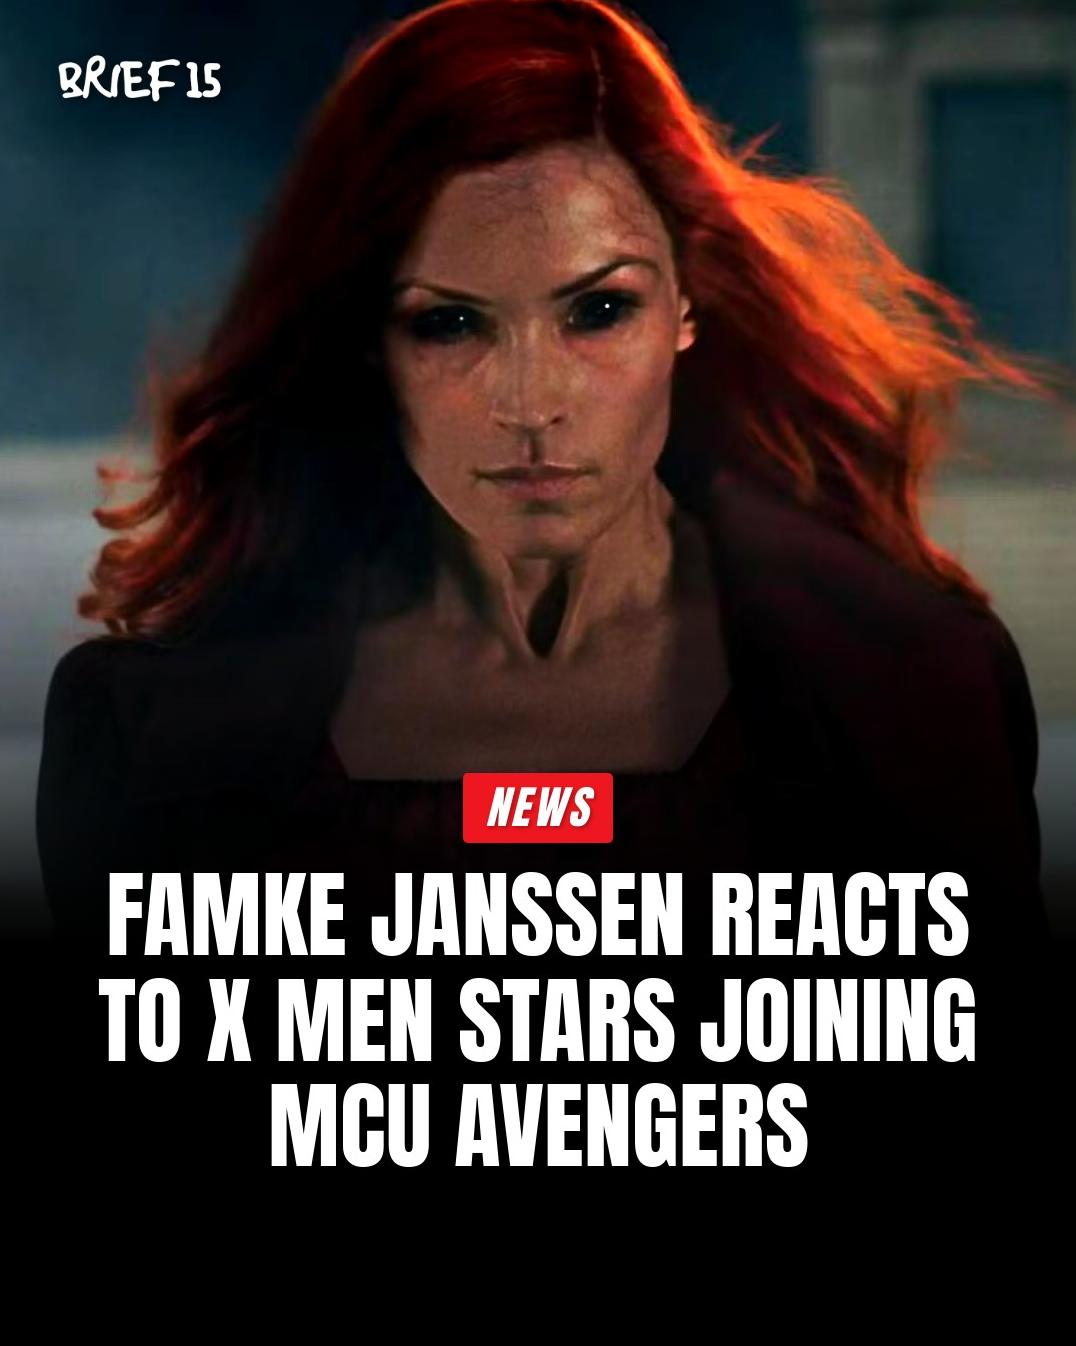 BRIEF 15
NEWS
FAMKE JANSSEN REACTS
TO X MEN STARS JOINING
MCU AVENGERS